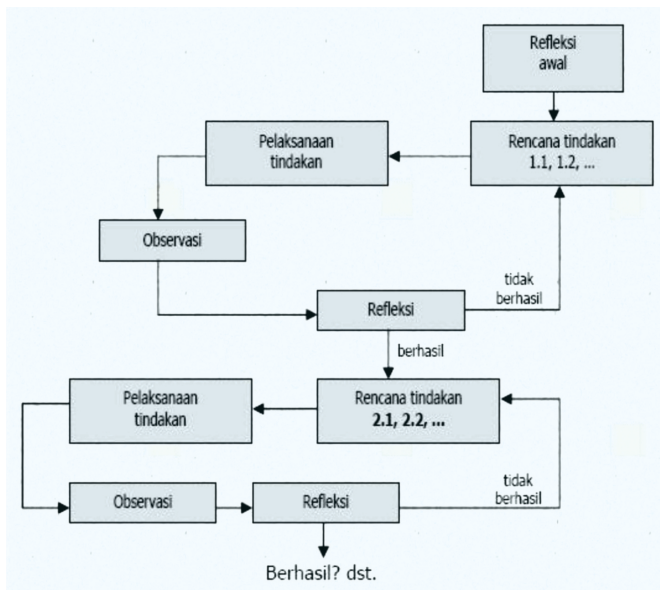 Refleksi
awal
Rencana tindakan
1.1, 1.2, ...
Pelaksanaan
tindakan
Observasi
Refleksi
tidak
berhasil
berhasil
Rencana tindakan
2.1, 2.2, ...
Pelaksanaan
tindakan
Observasi
Refleksi
tidak
berhasil
Berhasil? dst.